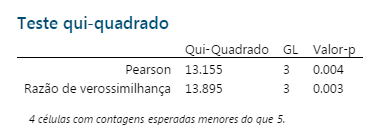 Teste qui-quadrado
Qui-Quadrado GL Valor-p
Pearson 13.155 3 0.004
Razão de verossimilhança 13.895 3 0.003
4 células com contagens esperadas menores do que 5.